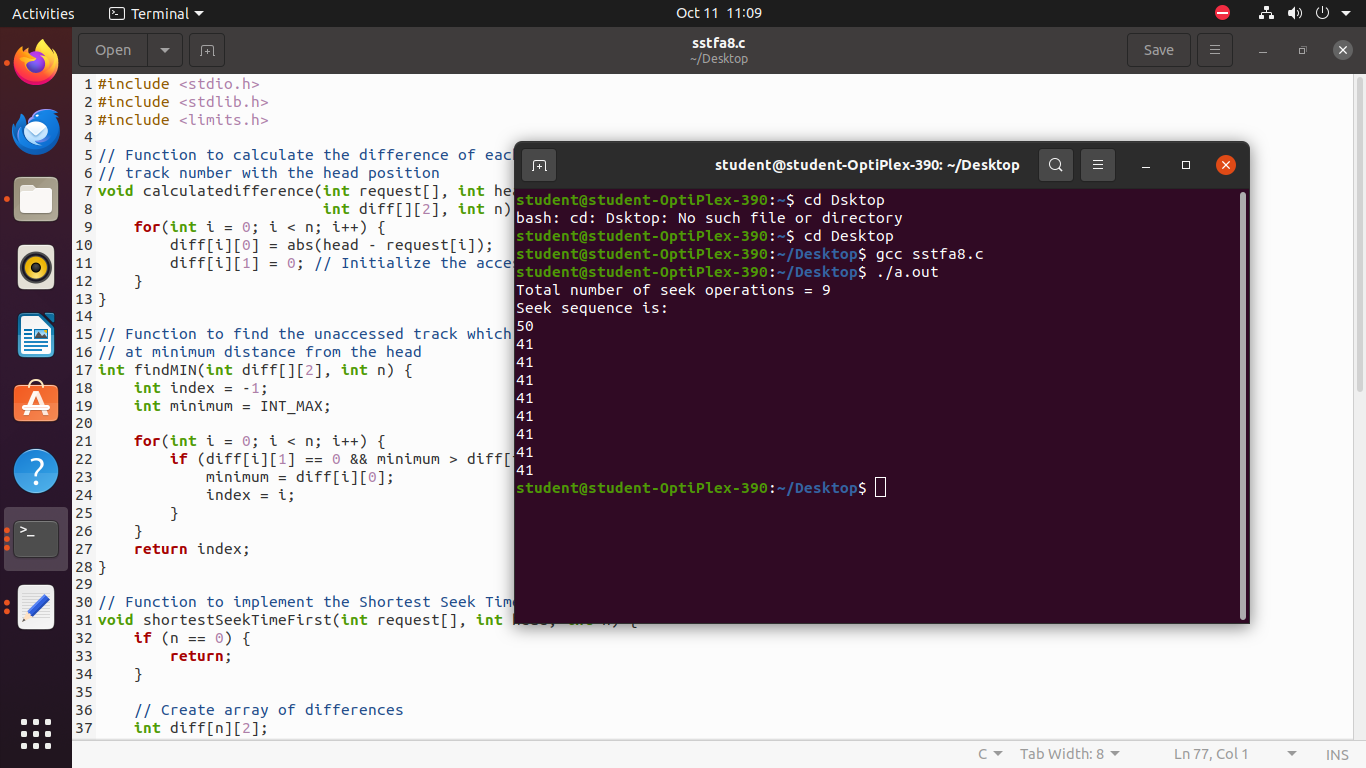 Activities Terminal Oct 11 11:09
Open sstfa8.c Save
~/Desktop
1 #include <stdio.h>
2 #include <stdlib.h>
3 #include <limits.h>
4
5 // Function to calculate the difference of eac
6 // track number with the head position
7 void calculatedifference(int request[], int hea
8                          int diff[][2], int n)
9     for(int i = 0; i < n; i++) {
10         diff[i][0] = abs(head - request[i]);
11         diff[i][1] = 0; // Initialize the acces
12     }
13 }
14
15 // Function to find the unaccessed track which
16 // at minimum distance from the head
17 int findMIN(int diff[][2], int n) {
18     int index = -1;
19     int minimum = INT_MAX;
20
21     for(int i = 0; i < n; i++) {
22         if (diff[i][1] == 0 && minimum > diff[
23             minimum = diff[i][0];
24             index = i;
25         }
26     }
27     return index;
28 }
29
30 // Function to implement the Shortest Seek Tim
31 void shortestSeekTimeFirst(int request[], int
32     if (n == 0) {
33         return;
34     }
35
36     // Create array of differences
37     int diff[n][2];
student@student-OptiPlex-390: ~/Desktop
student@student-OptiPlex-390:~$ cd Dsktop
bash: cd: Dsktop: No such file or directory
student@student-OptiPlex-390:~$ cd Desktop
student@student-OptiPlex-390:~/Desktop$ gcc sstfa8.c
student@student-OptiPlex-390:~/Desktop$ ./a.out
Total number of seek operations = 9
Seek sequence is:
50
41
41
41
41
41
41
41
41
student@student-OptiPlex-390:~/Desktop$
C Tab Width: 8 Ln 77, Col 1 INS